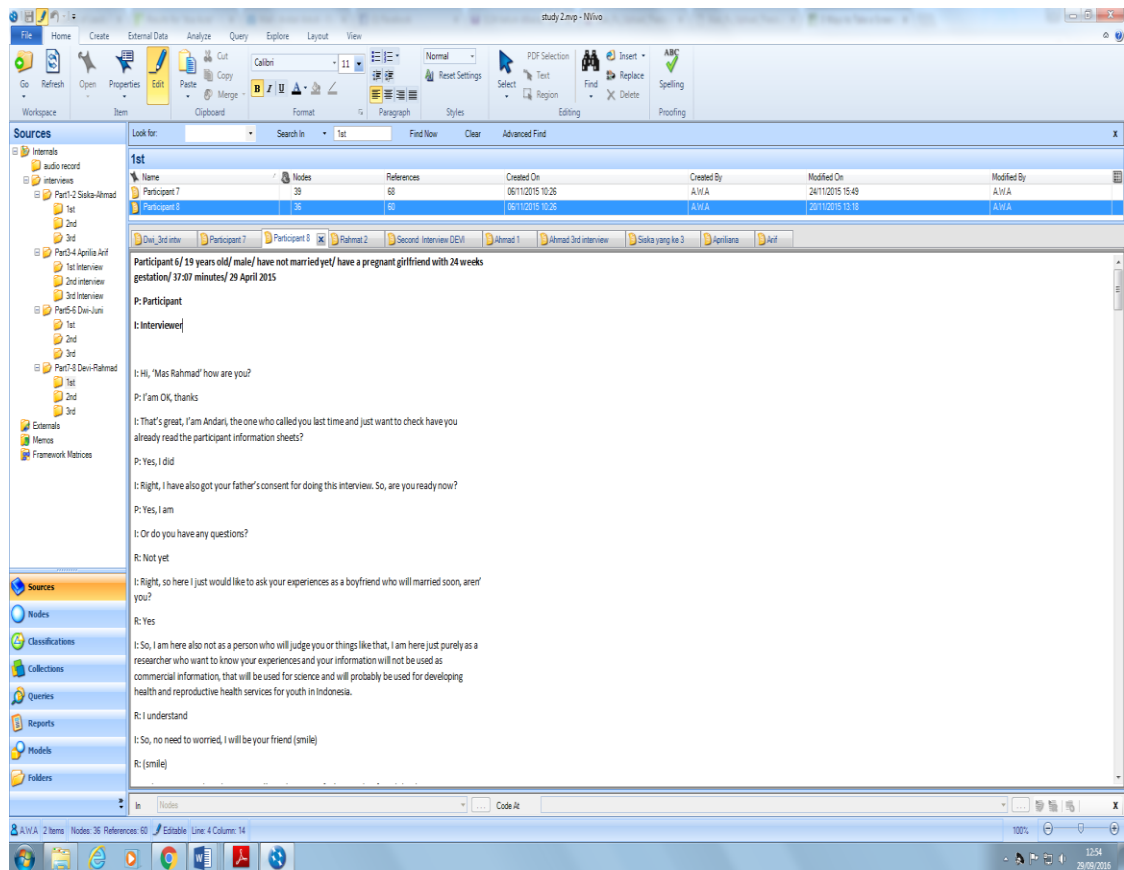 study 2.nvp - NVivo
File Home Create External Data Analyze Query Explore Layout View
Go Refresh Open Properties Edit Paste Cut Copy Merge
Calibri 11
B I U A
Normal
Reset Settings
Select PDF Selection Text Region Find Insert Replace Delete
ABC
Spelling
Workspace Item Clipboard Format Paragraph Styles Editing Proofing
Sources
Internals
audio record
interviews
Part1-2 Siska-Ahmad
1st
2nd
3rd
Part3-4 Aprilia Arif
1st Interview
2nd interview
3rd Interview
Part5-6 Dwi-Juni
1st
2nd
3rd
Part7-8 Devi-Rahmad
1st
2nd
3rd
Externals
Memos
Framework Matrices
Sources
Nodes
Classifications
Collections
Queries
Reports
Models
Folders
Look for: Search In 1st Find Now Clear Advanced Find x
1st
Name Nodes References Created On Created By Modified On Modified By
Participant 7 39 68 06/11/2015 10:26 A.W.A 24/11/2015 15:49 A.W.A
Participant 8 36 60 06/11/2015 10:26 A.W.A 20/11/2015 13:18 A.W.A
Dwi_3rd intw Participant 7 Participant 8 x Rahmat 2 Second Interview DEVI Ahmad 1 Ahmad 3rd interview Siska yang ke 3 Apriliana Arif
Participant 6/ 19 years old/ male/ have not married yet/ have a pregnant girlfriend with 24 weeks
gestation/ 37:07 minutes/ 29 April 2015
P: Participant
I: Interviewer
I: Hi, ‘Mas Rahmad’ how are you?
P: I’am OK, thanks
I: That’s great, I’am Andari, the one who called you last time and just want to check have you
already read the participant information sheets?
P: Yes, I did
I: Right, I have also got your father’s consent for doing this interview. So, are you ready now?
P: Yes, I am
I: Or do you have any questions?
R: Not yet
I: Right, so here I just would like to ask your experiences as a boyfriend who will married soon, aren’
you?
R: Yes
I: So, I am here also not as a person who will judge you or things like that, I am here just purely as a
researcher who want to know your experiences and your information will not be used as
commercial information, that will be used for science and will probably be used for developing
health and reproductive health services for youth in Indonesia.
R: I understand
I: So, no need to worried, I will be your friend (smile)
R: (smile)
In Nodes ... Code At ... x
A.W.A 2 Items Nodes: 36 References: 60 Editable Line: 4 Column: 14 100%
12:54
29/09/2016